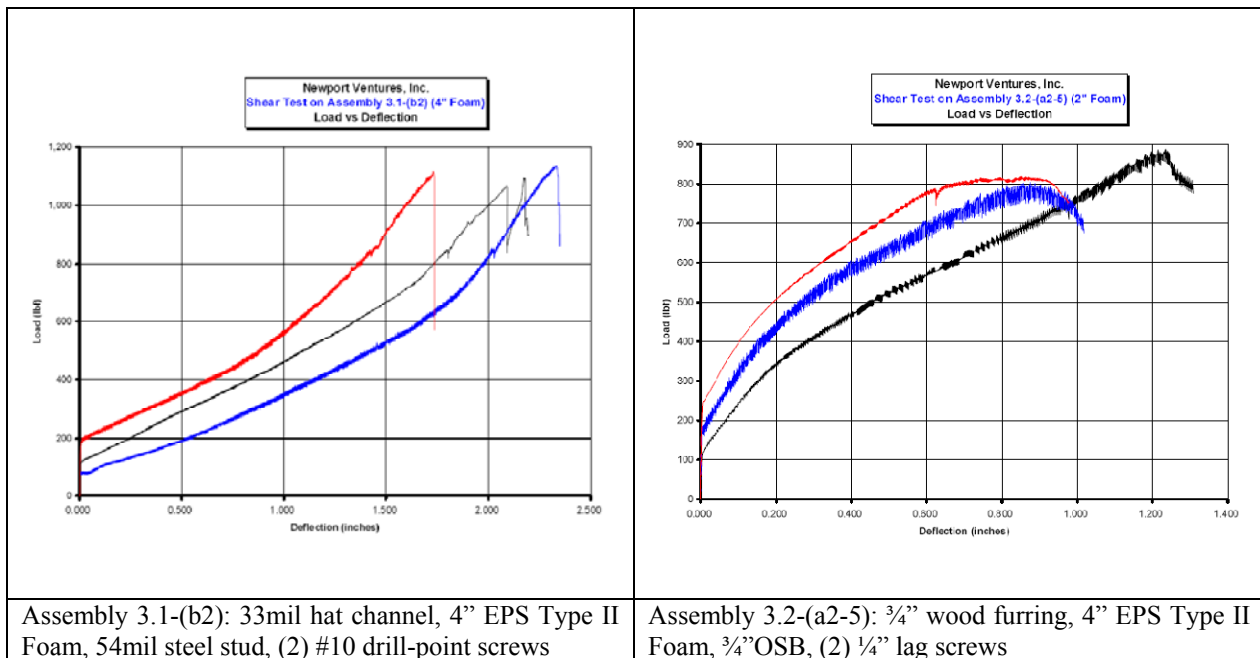 Newport Ventures, Inc.
Shear Test on Assembly 3.1-(b2) (4" Foam)
Load vs Deflection
1,200
1,000
800
600
400
200
0
Load (lbf)
0.000 0.500 1.000 1.500 2.000 2.500
Deflection (inches)
Newport Ventures, Inc.
Shear Test on Assembly 3.2-(a2-5) (2" Foam)
Load vs Deflection
900
800
700
600
500
400
300
200
100
0
Load (lbf)
0.000 0.200 0.400 0.600 0.800 1.000 1.200 1.400
Deflection (inches)
Assembly 3.1-(b2): 33mil hat channel, 4” EPS Type II
Foam, 54mil steel stud, (2) #10 drill-point screws
Assembly 3.2-(a2-5): ¾” wood furring, 4” EPS Type II
Foam, ¾”OSB, (2) ¼” lag screws